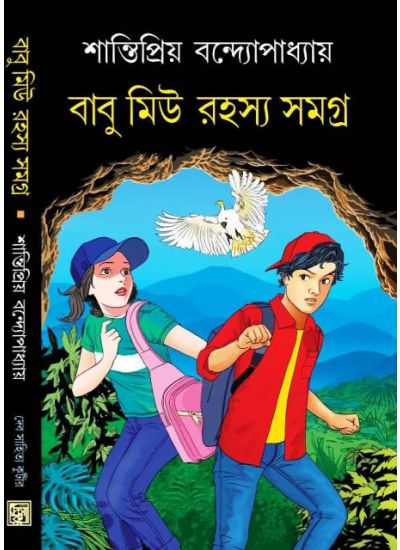 শান্তিপ্রিয় বন্দ্যোপাধ্যায়
বাবু মিউ রহস্য সমগ্র
বাবু মিউ রহস্য সমগ্র ▪ শান্তিপ্রিয় বন্দ্যোপাধ্যায়
দেব সাহিত্য কুটীর